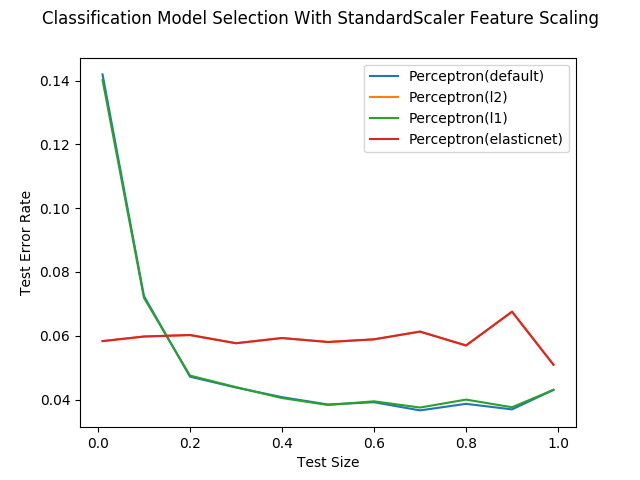 Classification Model Selection With StandardScaler Feature Scaling
Perceptron(default)
Perceptron(l2)
Perceptron(l1)
Perceptron(elasticnet)
Test Error Rate
0.14
0.12
0.10
0.08
0.06
0.04
0.0 0.2 0.4 0.6 0.8 1.0
Test Size